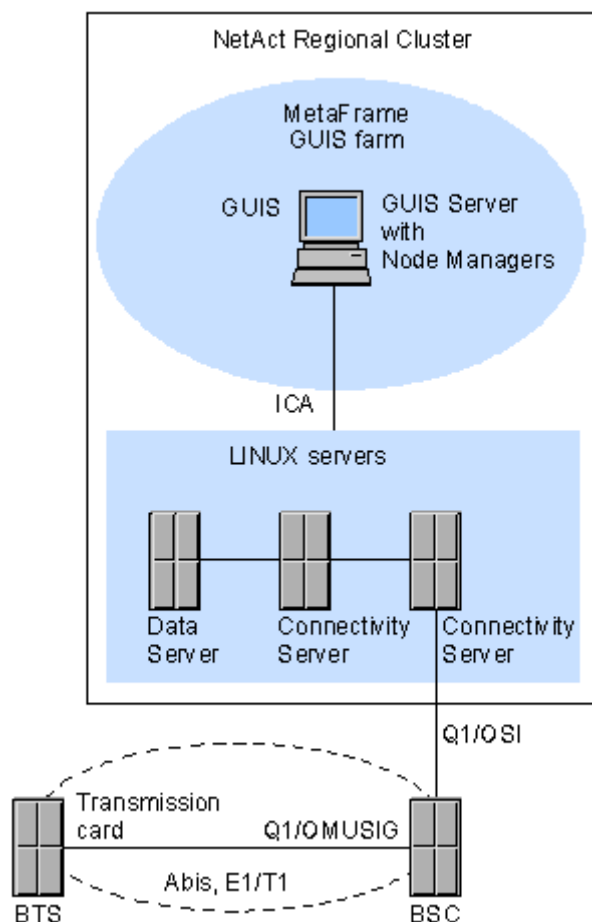 NetAct Regional Cluster
MetaFrame
GUIS farm
GUIS
GUIS Server
with
Node Managers
ICA
LINUX servers
Data
Server
Connectivity
Server
Connectivity
Server
Q1/OSI
Transmission
card
Q1/OMUSIG
Abis, E1/T1
BTS
BSC